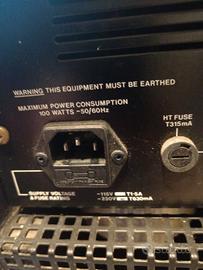 WARNING THIS EQUIPMENT MUST BE EARTHED
MAXIMUM POWER CONSUMPTION
100 WATTS ~50/60Hz
HT FUSE
T315mA
SUPPLY VOLTAGE
& FUSE RATING
~115V T1·5A
~230V T630mA